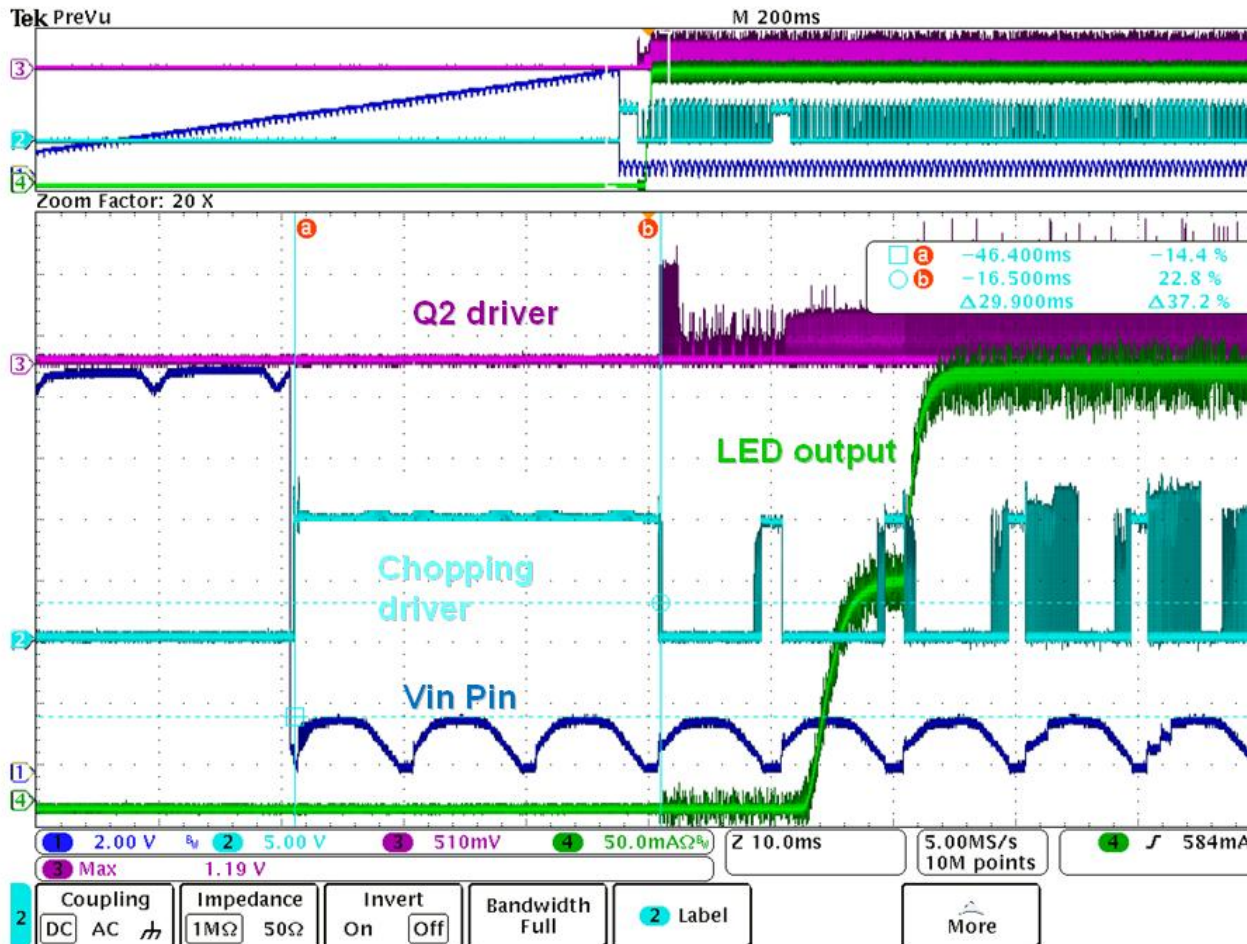 Tek PreVu M 200ms
3
2
1
4
Zoom Factor: 20 X
a b
a −46.400ms −14.4 %
b −16.500ms 22.8 %
Δ29.900ms Δ37.2 %
Q2 driver
3
LED output
Chopping
driver
2
Vin Pin
1
4
1 2.00 V BW 2 5.00 V 3 510mV 4 50.0mAΩ BW Z 10.0ms 5.00MS/s 4 584mA
10M points
3 Max 1.19 V
2
Coupling
DC AC
Impedance
1MΩ 50Ω
Invert
On Off
Bandwidth
Full
2 Label
More